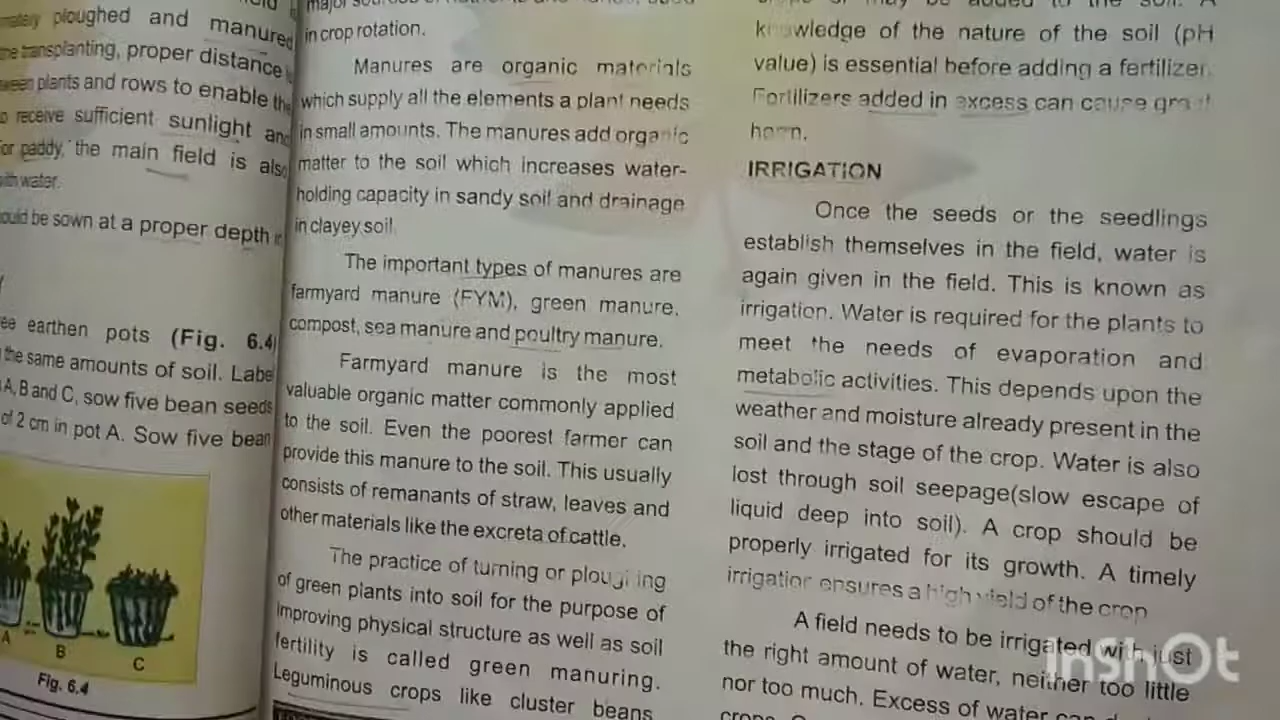 ploughed and manured
transplanting, proper distance
plants and rows to enable the
receive sufficient sunlight and
paddy, the main field is also
with water.
be sown at a proper depth
earthen pots (Fig. 6.4
the same amounts of soil. Labe
A, B and C, sow five bean seeds
of 2 cm in pot A. Sow five bean
A
B
C
Fig. 6.4
in crop rotation.
Manures are organic materials
which supply all the elements a plant needs
in small amounts. The manures add organic
matter to the soil which increases water-
holding capacity in sandy soil and drainage
in clayey soil.
The important types of manures are
farmyard manure (FYM), green manure,
compost, sea manure and poultry manure.
Farmyard manure is the most
valuable organic matter commonly applied
to the soil. Even the poorest farmer can
provide this manure to the soil. This usually
consists of remanants of straw, leaves and
other materials like the excreta of cattle.
The practice of turning or ploughing
of green plants into soil for the purpose of
improving physical structure as well as soil
fertility is called green manuring.
Leguminous crops like cluster beans
may be added to the soil. A
knowledge of the nature of the soil (pH
value) is essential before adding a fertilizer.
Fertilizers added in excess can cause great
harm.
IRRIGATION
Once the seeds or the seedlings
establish themselves in the field, water is
again given in the field. This is known as
irrigation. Water is required for the plants to
meet the needs of evaporation and
metabolic activities. This depends upon the
weather and moisture already present in the
soil and the stage of the crop. Water is also
lost through soil seepage(slow escape of
liquid deep into soil). A crop should be
properly irrigated for its growth. A timely
irrigation ensures a high yield of the crop
A field needs to be irrigated with just
the right amount of water, neither too little
nor too much. Excess of water can
InShOt